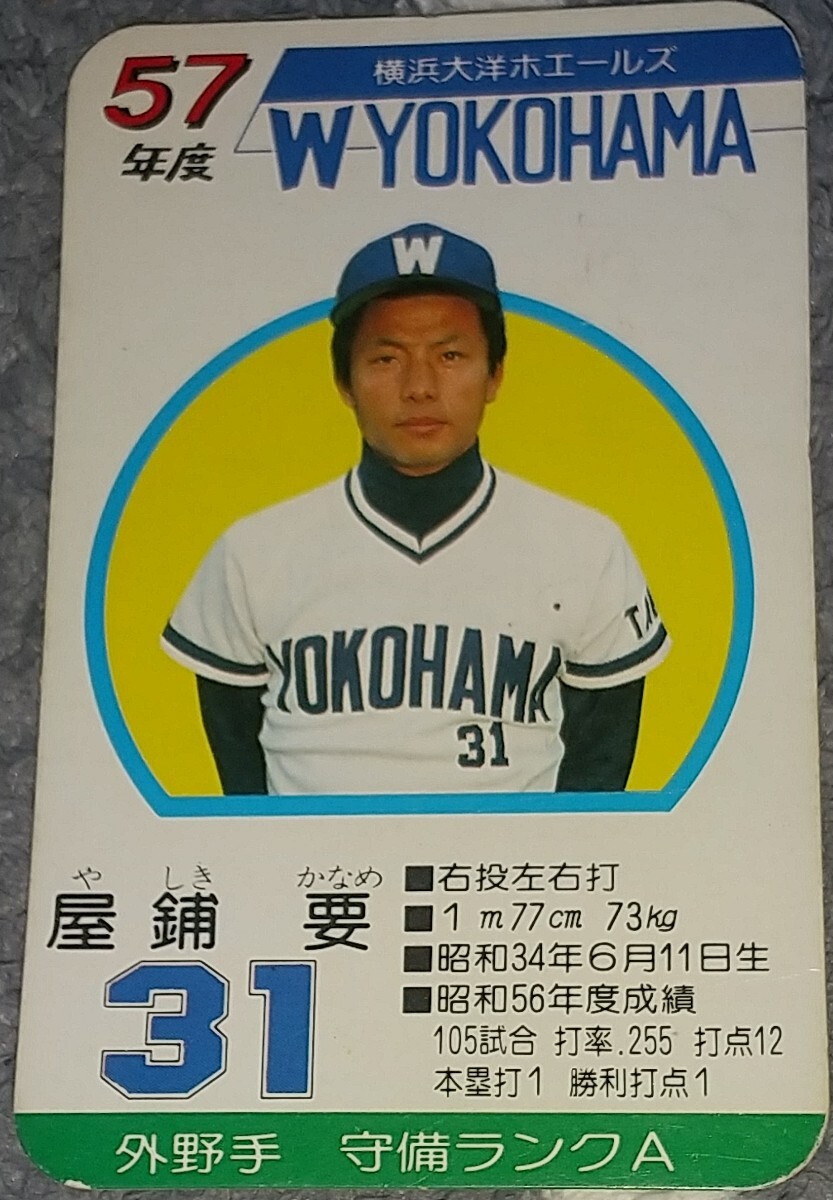 57
年度
横浜大洋ホエールズ
W YOKOHAMA
W
YOKOHAMA
31
や しき かなめ
屋鋪 要
31
■右投左右打
■1m77cm 73kg
■昭和34年6月11日生
■昭和56年度成績
105試合 打率.255 打点12
本塁打1 勝利打点1
外野手 守備ランクA